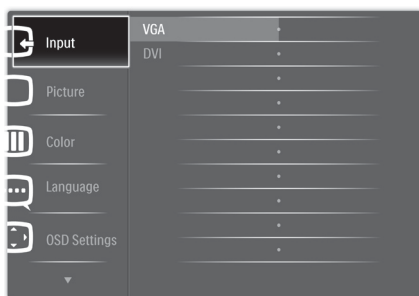 Input
VGA
DVI
Picture
Color
Language
OSD Settings